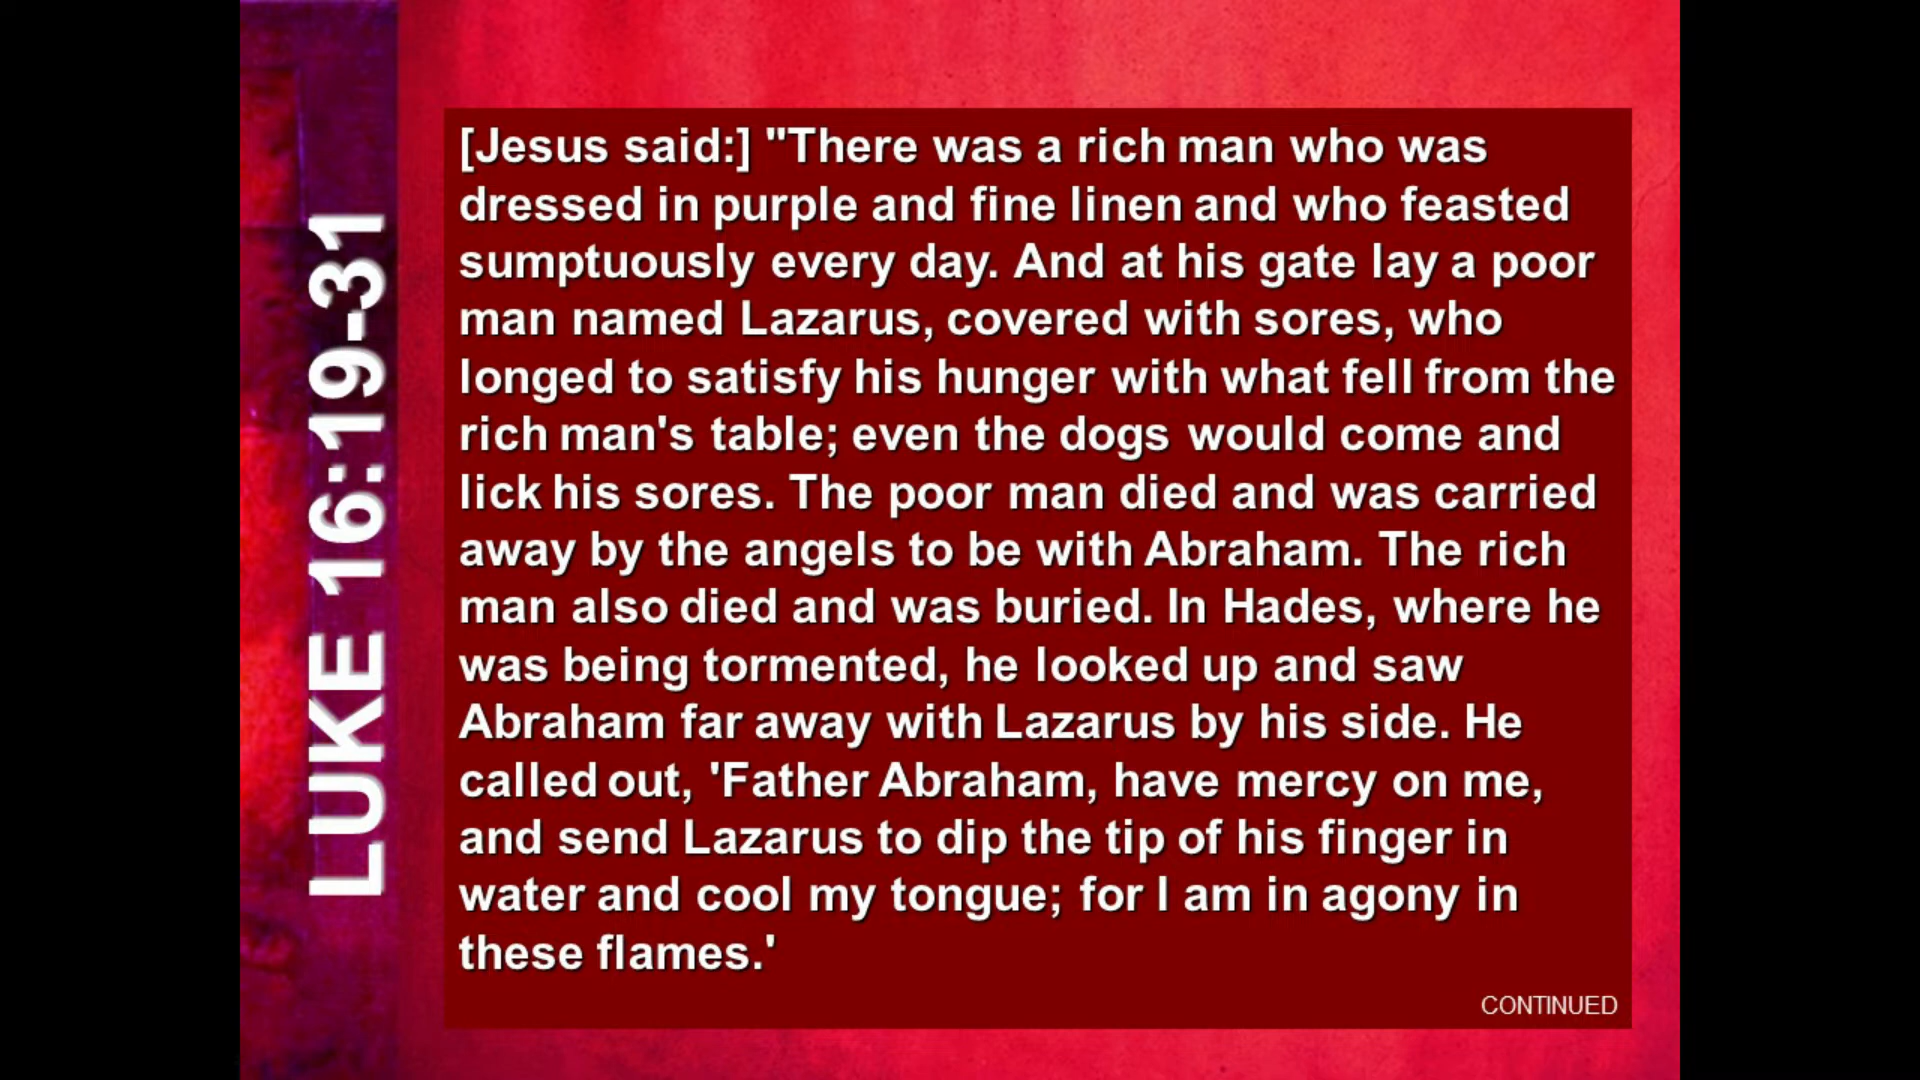 LUKE 16:19-31
[Jesus said:] "There was a rich man who was
dressed in purple and fine linen and who feasted
sumptuously every day. And at his gate lay a poor
man named Lazarus, covered with sores, who
longed to satisfy his hunger with what fell from the
rich man's table; even the dogs would come and
lick his sores. The poor man died and was carried
away by the angels to be with Abraham. The rich
man also died and was buried. In Hades, where he
was being tormented, he looked up and saw
Abraham far away with Lazarus by his side. He
called out, 'Father Abraham, have mercy on me,
and send Lazarus to dip the tip of his finger in
water and cool my tongue; for I am in agony in
these flames.'
CONTINUED